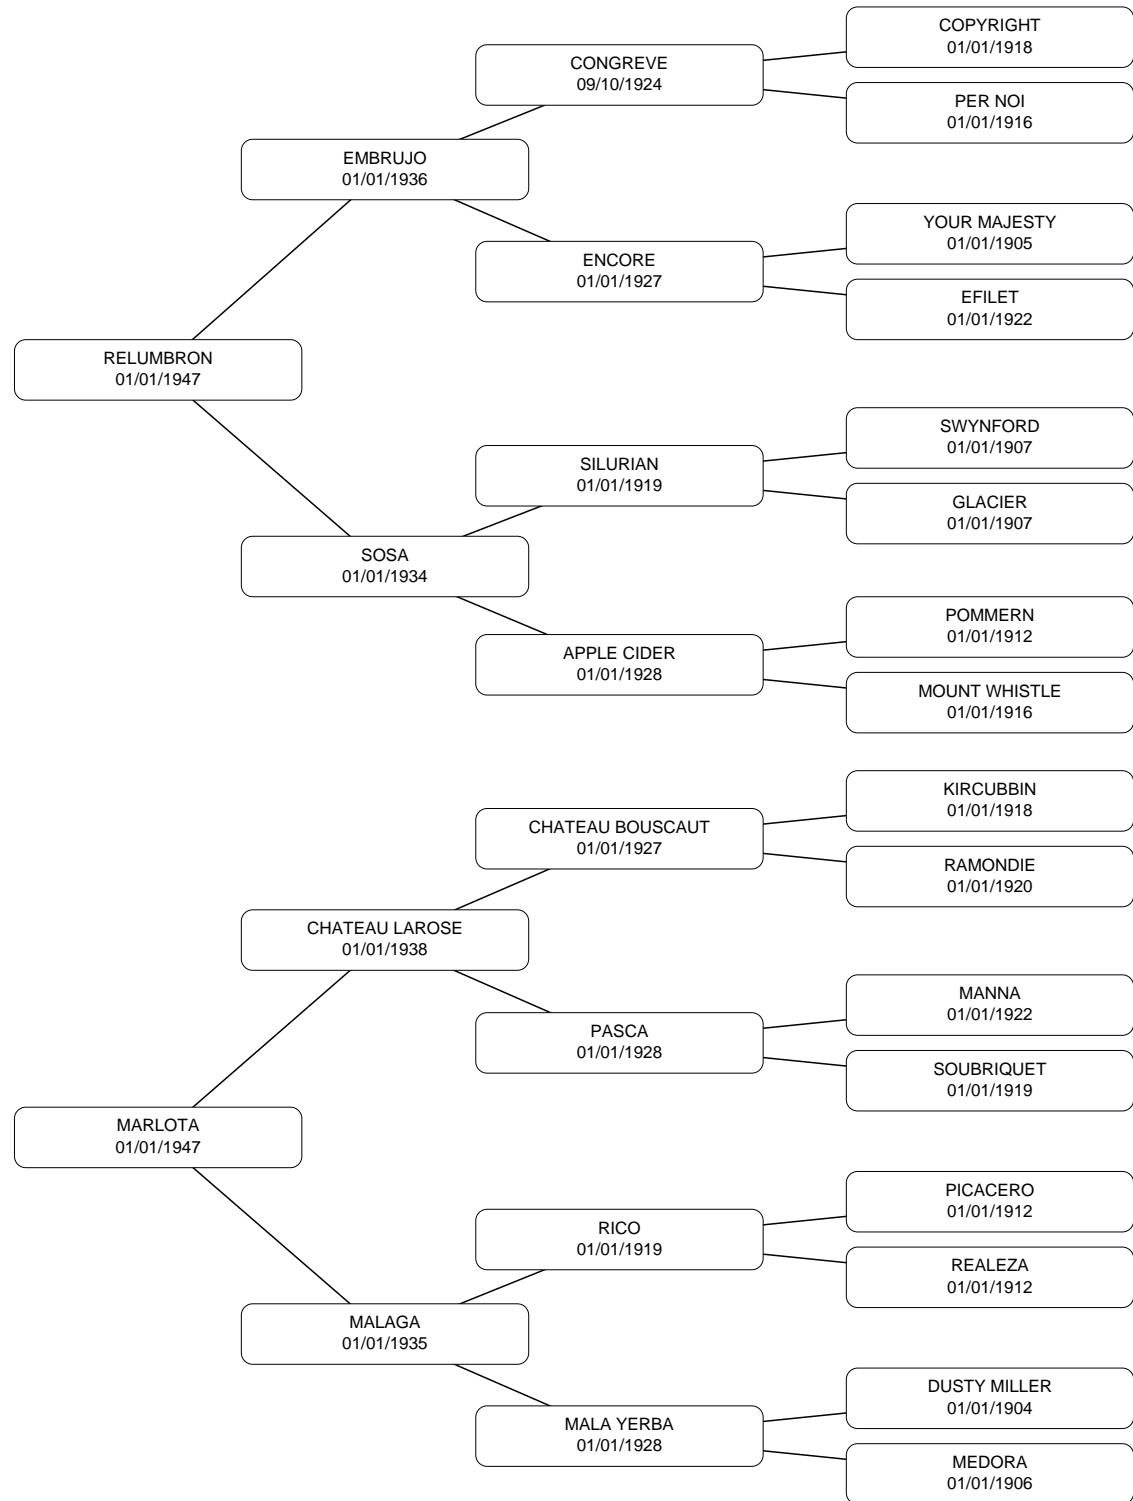 COPYRIGHT
01/01/1918
CONGREVE
09/10/1924
PER NOI
01/01/1916
EMBRUJO
01/01/1936
YOUR MAJESTY
01/01/1905
ENCORE
01/01/1927
EFILET
01/01/1922
RELUMBRON
01/01/1947
SWYNFORD
01/01/1907
SILURIAN
01/01/1919
GLACIER
01/01/1907
SOSA
01/01/1934
POMMERN
01/01/1912
APPLE CIDER
01/01/1928
MOUNT WHISTLE
01/01/1916
KIRCUBBIN
01/01/1918
CHATEAU BOUSCAUT
01/01/1927
RAMONDIE
01/01/1920
CHATEAU LAROSE
01/01/1938
MANNA
01/01/1922
PASCA
01/01/1928
SOUBRIQUET
01/01/1919
MARLOTA
01/01/1947
PICACERO
01/01/1912
RICO
01/01/1919
REALEZA
01/01/1912
MALAGA
01/01/1935
DUSTY MILLER
01/01/1904
MALA YERBA
01/01/1928
MEDORA
01/01/1906